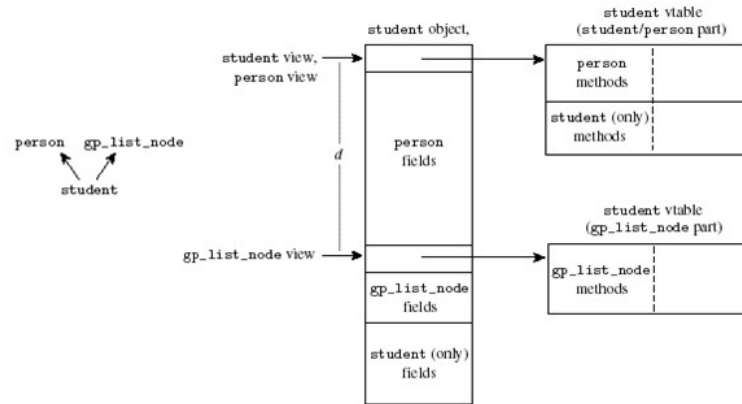 student vtable
(student/person part)
student object,
student view,
person view
person
methods
student (only)
methods
person gp_list_node
student
d
person
fields
student vtable
(gp_list_node part)
gp_list_node view
gp_list_node
methods
gp_list_node
fields
student (only)
fields